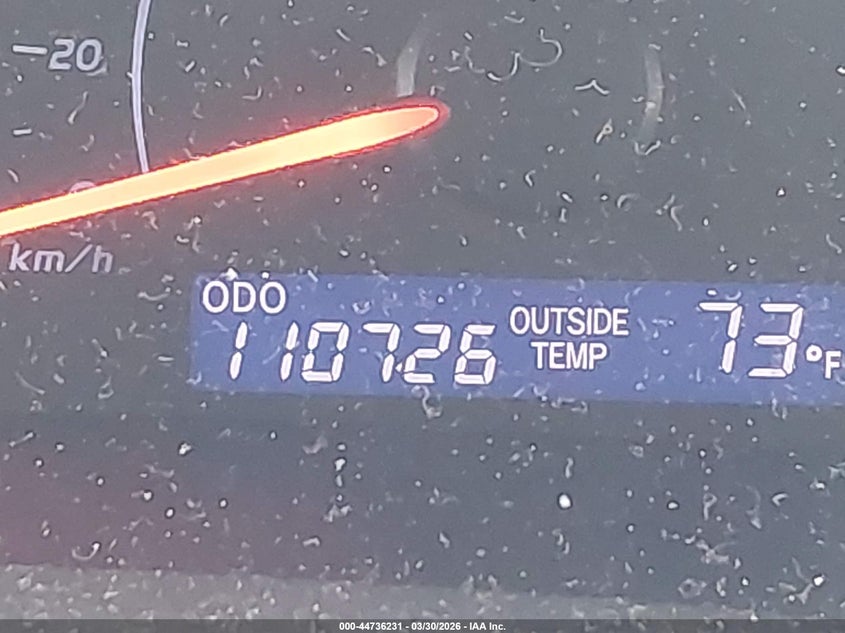 20
km/h
ODO
110726
OUTSIDE
TEMP
73°F
000-44736231 - 03/30/2026 - IAA Inc.